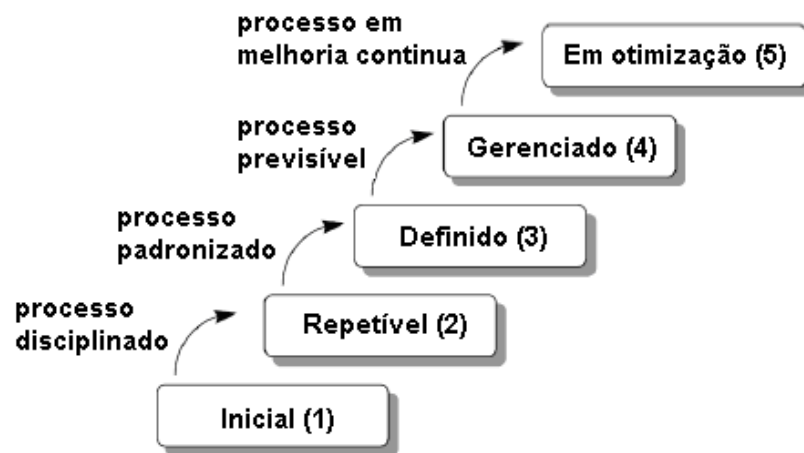 processo em
melhoria continua
Em otimização (5)
processo
previsível
Gerenciado (4)
processo
padronizado
Definido (3)
processo
disciplinado
Repetível (2)
Inicial (1)